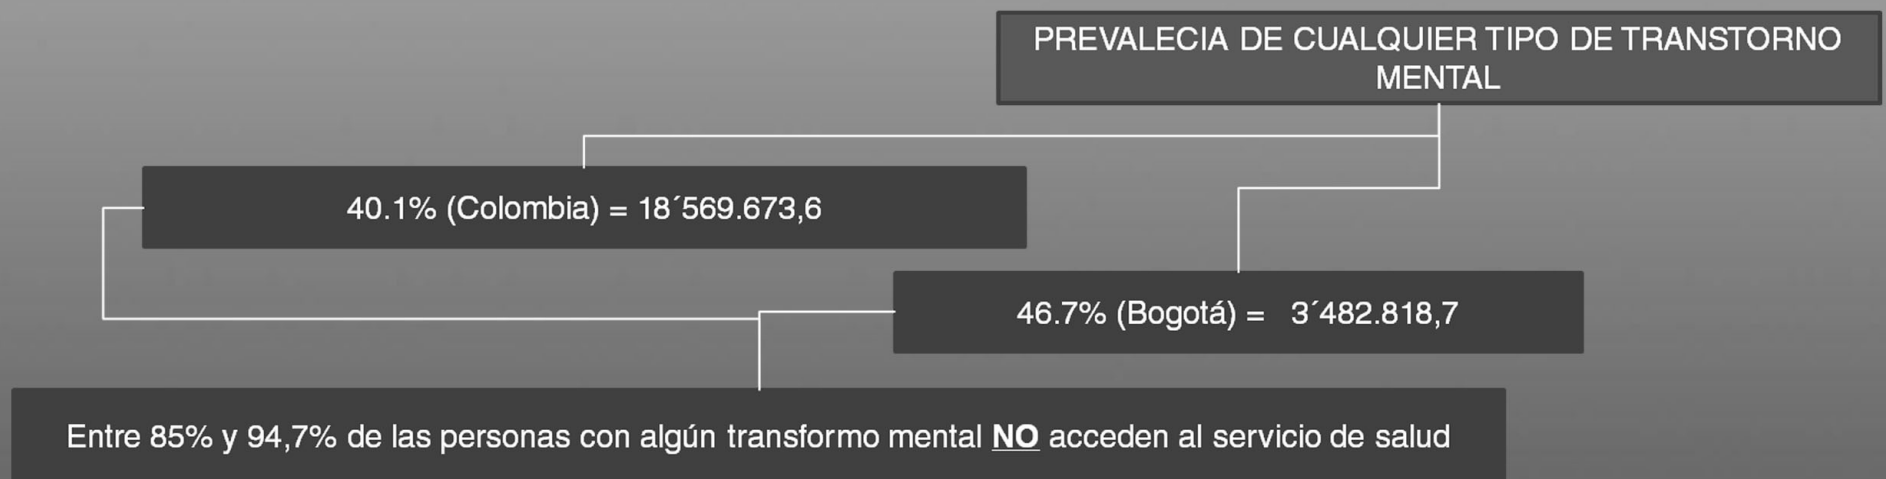 PREVALECIA DE CUALQUIER TIPO DE TRANSTORNO
MENTAL
40.1% (Colombia) = 18´569.673,6
46.7% (Bogotá) = 3´482.818,7
Entre 85% y 94,7% de las personas con algún transformo mental NO acceden al servicio de salud